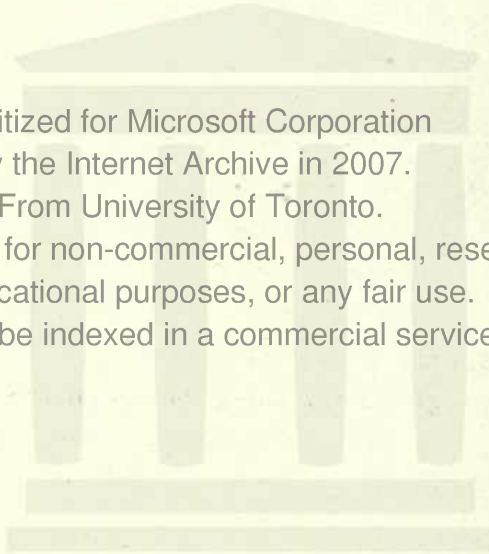 itized for Microsoft Corporation
the Internet Archive in 2007.
From University of Toronto.
for non-commercial, personal, rese
cational purposes, or any fair use.
be indexed in a commercial service